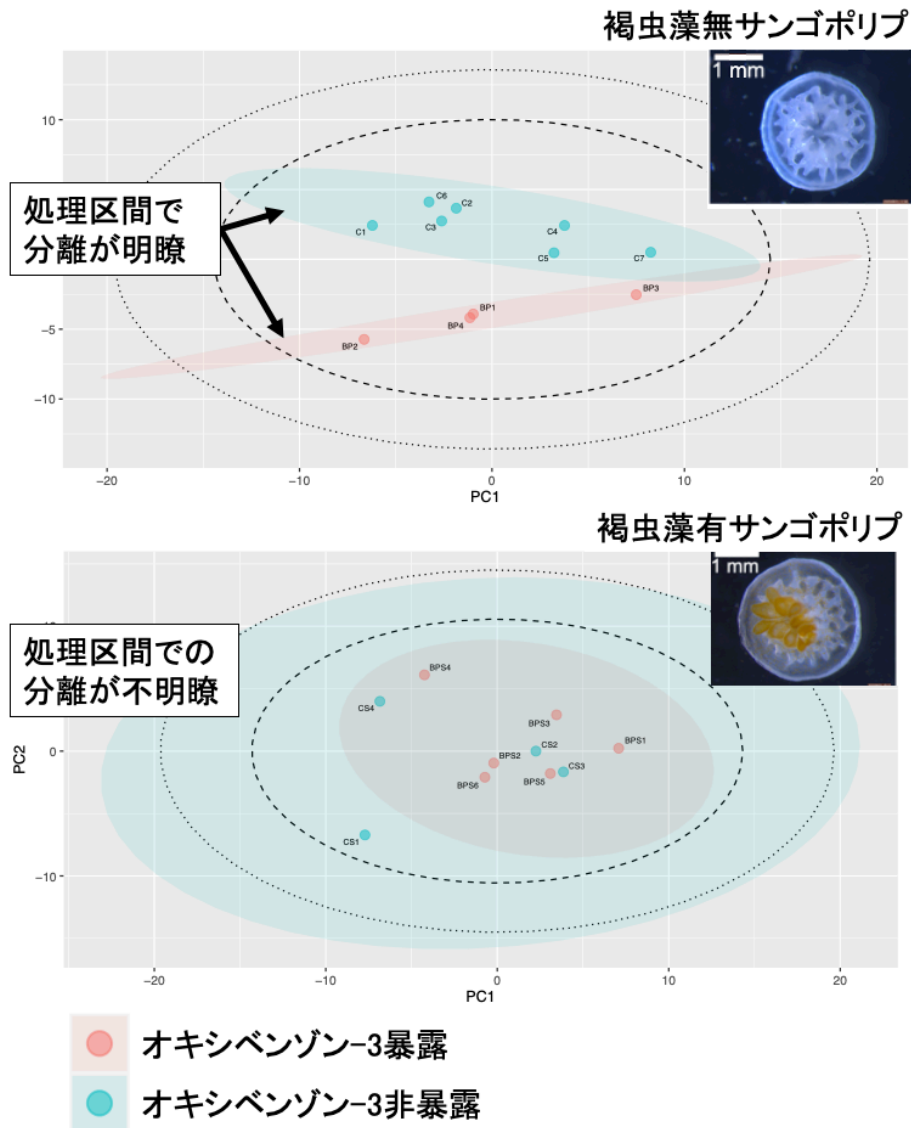 褐虫藻無サンゴポリプ
1 mm
10
処理区間で
分離が明瞭
C6
C2
C1
C3
C4
C5
C7
BP3
BP1
BP4
−5
BP2
−10
−20
−10
0
10
20
PC1
褐虫藻有サンゴポリプ
1 mm
処理区間での
分離が不明瞭
BPS4
CS4
BPS3
CS2
BPS1
PC2
0
BPS2
CS3
BPS6
BPS5
CS1
−10
−20
−10
0
10
20
PC1
オキシベンゾン-3暴露
オキシベンゾン-3非暴露